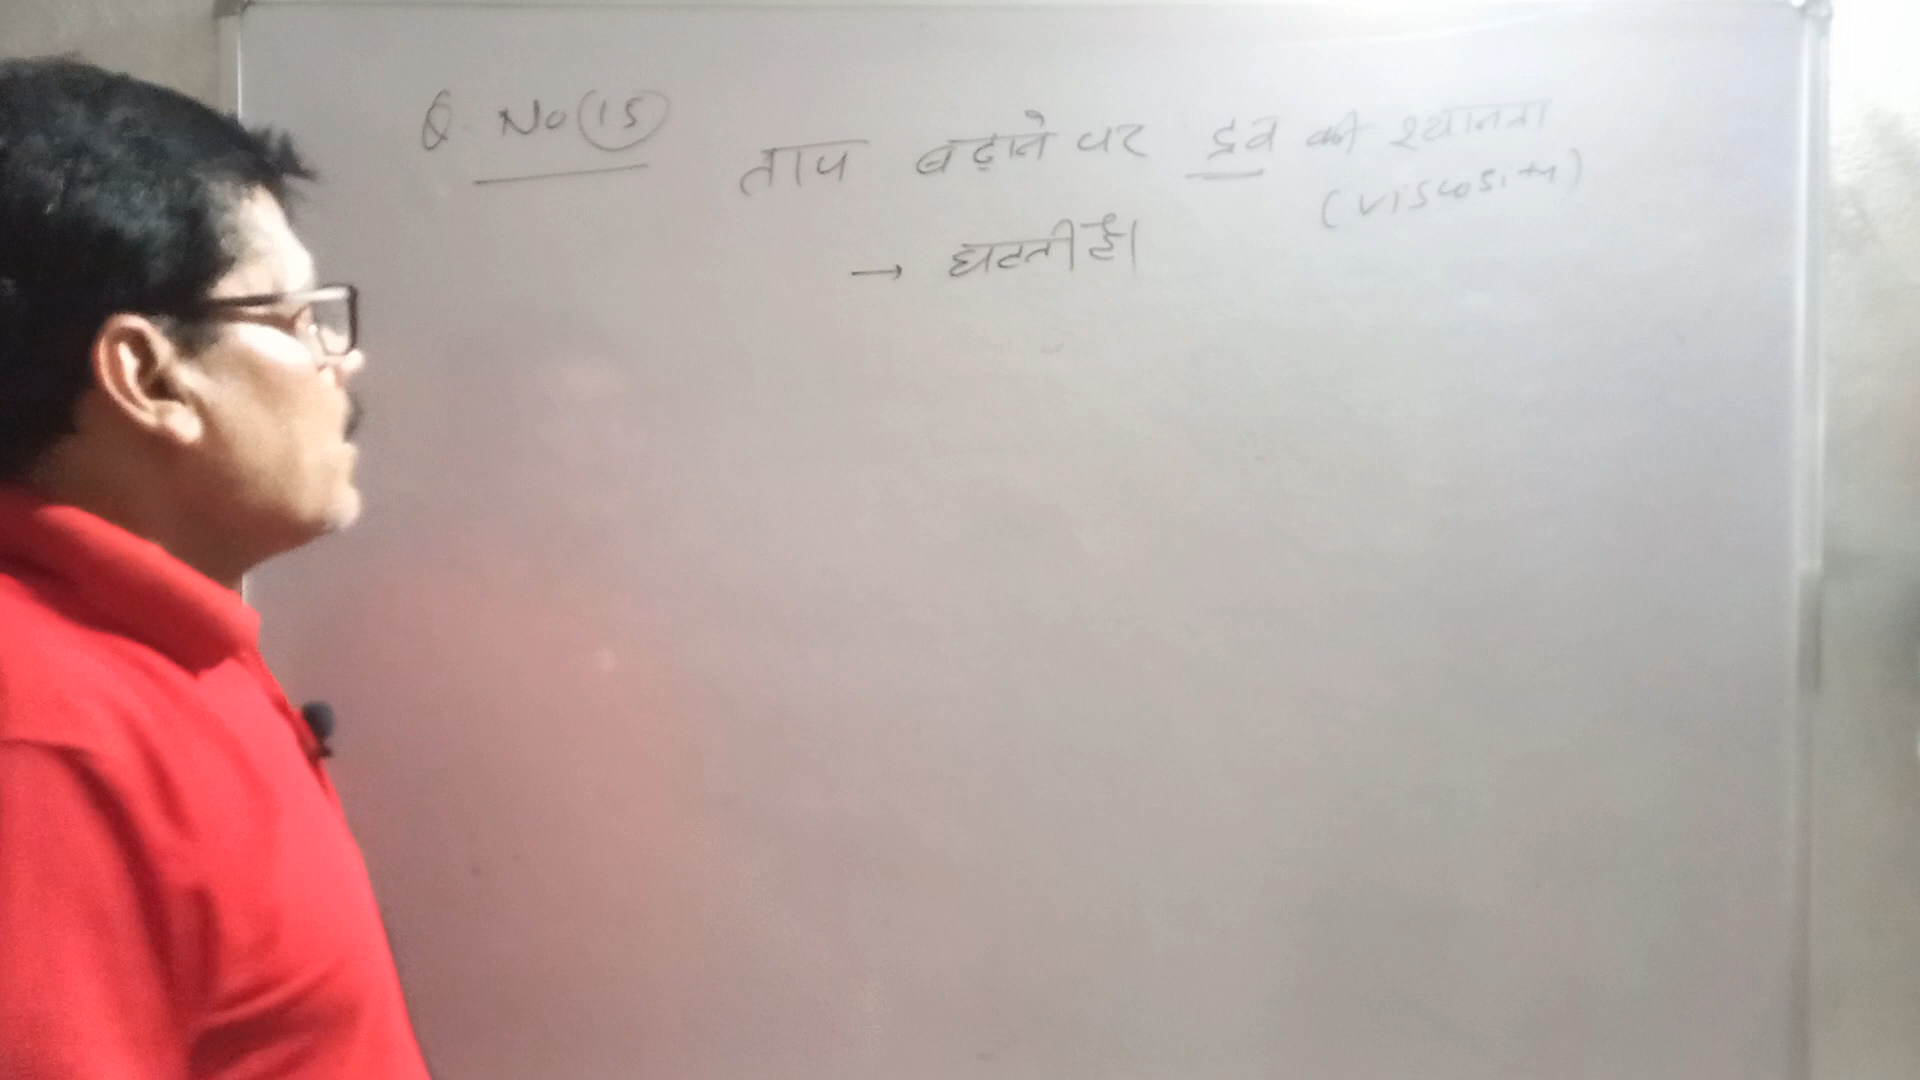 Q. No (15)
ताप बढ़ाने पर द्रव की श्यानता
(viscosity)
→ घटती है।